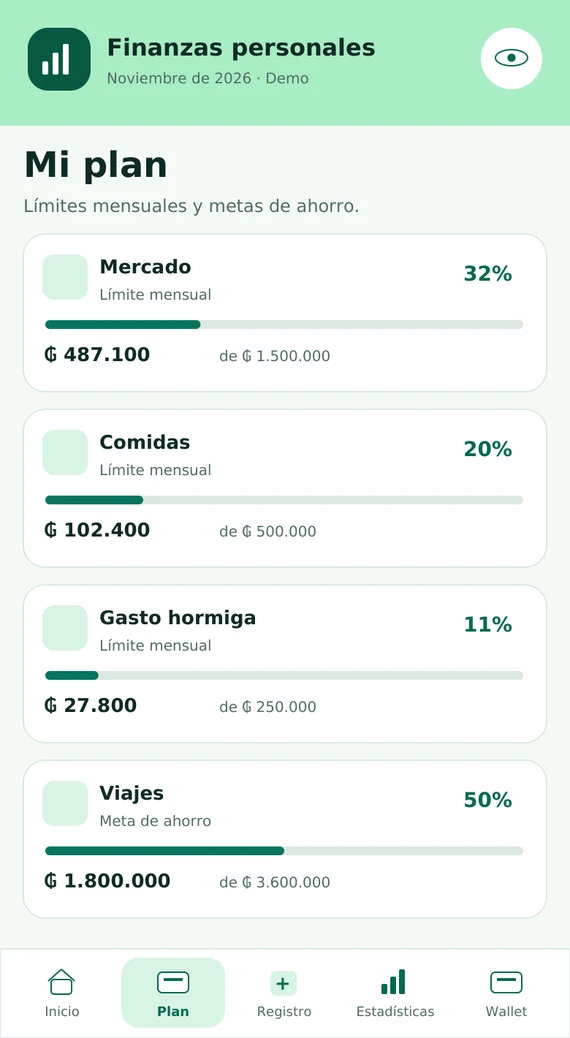 Finanzas personales
Noviembre de 2026 · Demo
Mi plan
Límites mensuales y metas de ahorro.
Mercado
32%
Límite mensual
₲ 487.100 de ₲ 1.500.000
Comidas
20%
Límite mensual
₲ 102.400 de ₲ 500.000
Gasto hormiga
11%
Límite mensual
₲ 27.800 de ₲ 250.000
Viajes
50%
Meta de ahorro
₲ 1.800.000 de ₲ 3.600.000
Inicio Plan Registro Estadísticas Wallet